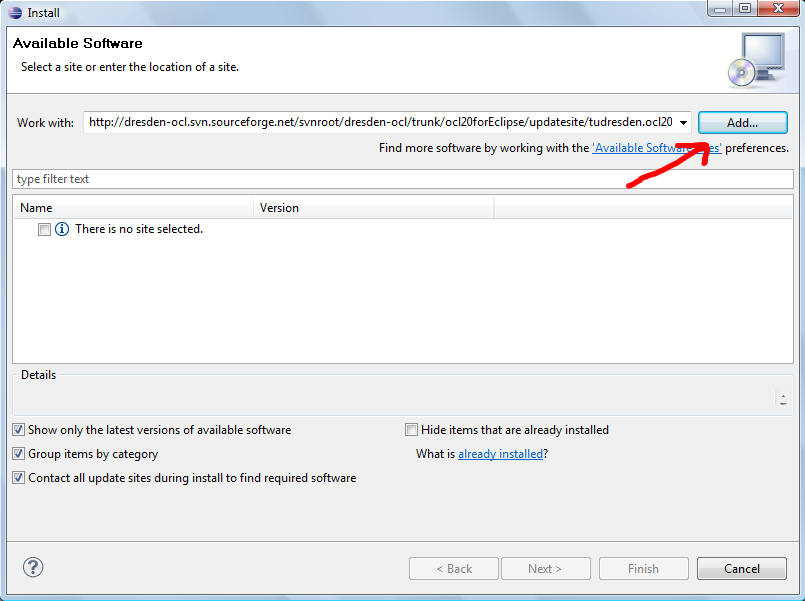 Install
Available Software
Select a site or enter the location of a site.
Work with: http://dresden-ocl.svn.sourceforge.net/svnroot/dresden-ocl/trunk/ocl20forEclipse/updatesite/tudresden.ocl20 Add...
Find more software by working with the 'Available Software Sites' preferences.
type filter text
Name Version
There is no site selected.
Details
Show only the latest versions of available software Hide items that are already installed
Group items by category What is already installed?
Contact all update sites during install to find required software
? < Back Next > Finish Cancel